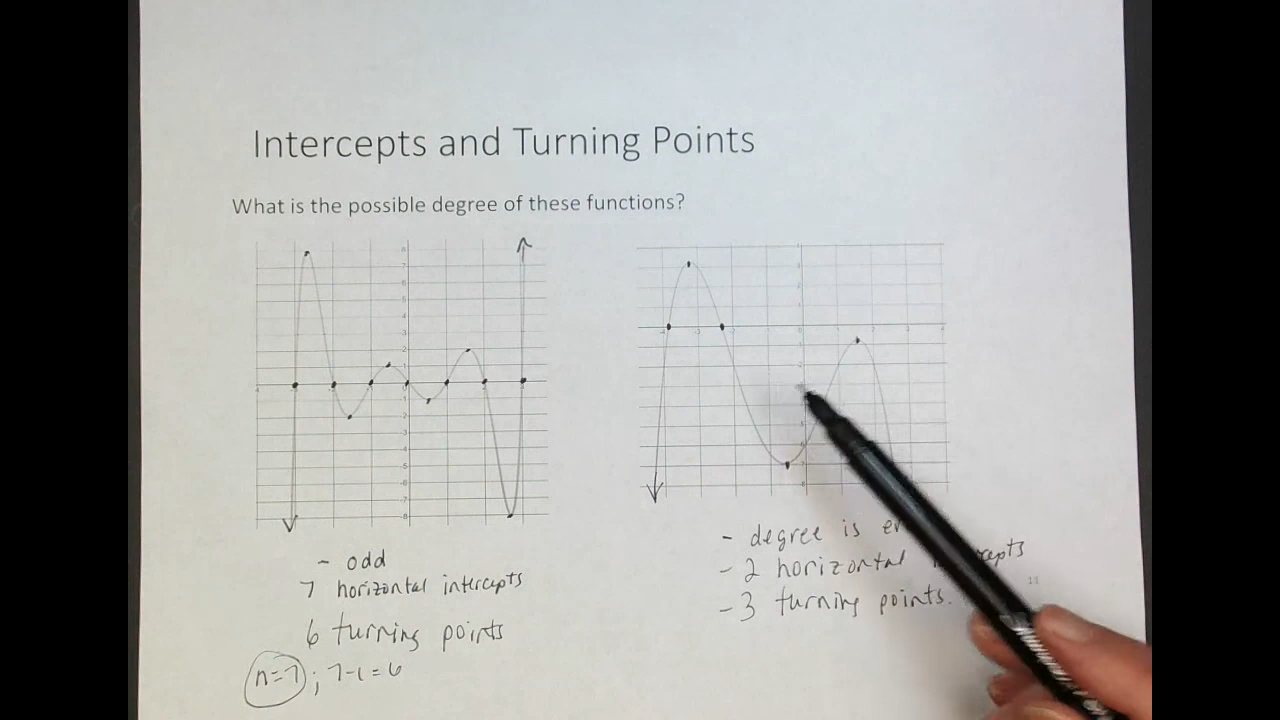 Intercepts and Turning Points
What is the possible degree of these functions?
- odd
7 horizontal intercepts
6 turning points
n=7 ; 7-1=6
- degree is
- 2 horizontal
- 3 turning points.
11